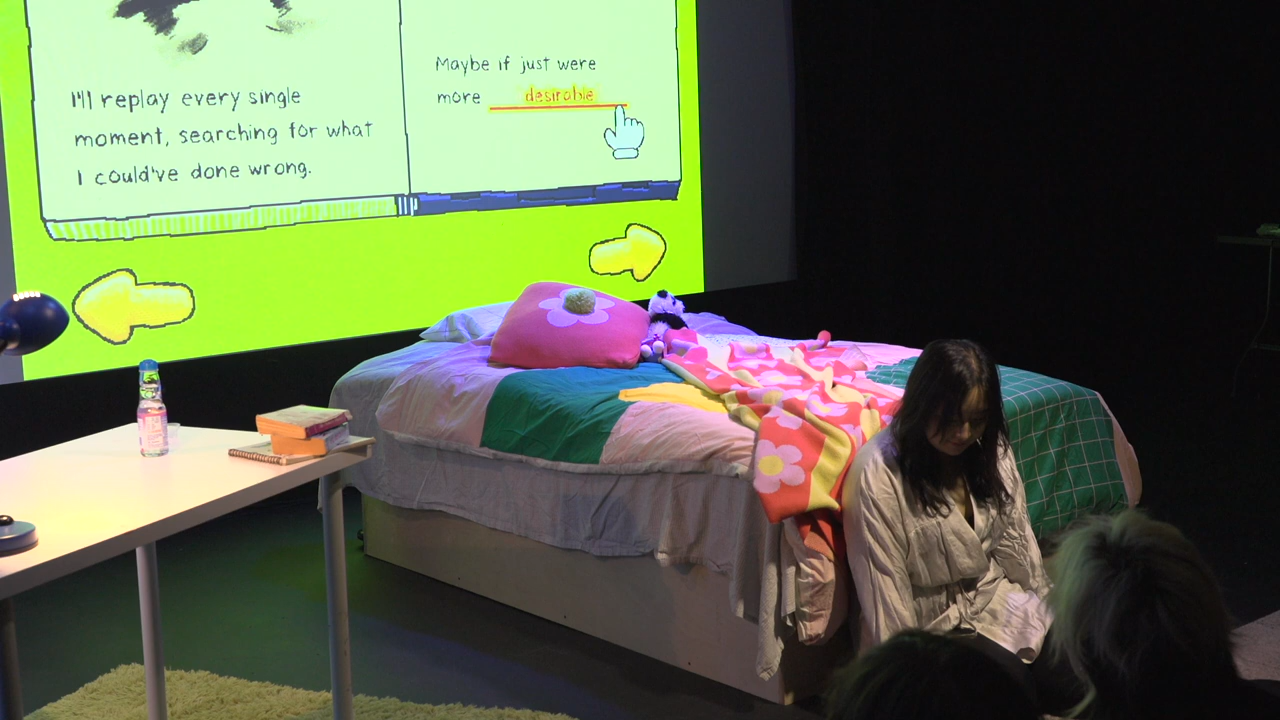 I'll replay every single
moment, searching for what
I could've done wrong.
Maybe if just were
more desirable